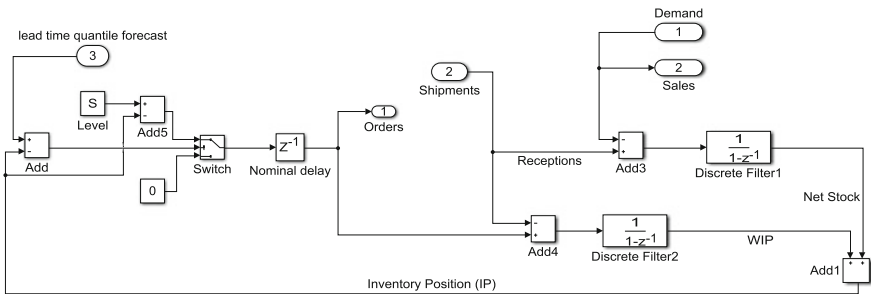 lead time quantile forecast
3
S
Level
+
-
Add5
+
-
Add
0
Switch
z-1
Nominal delay
1
Orders
2
Shipments
Demand
1
2
Sales
Receptions
-
+
Add3
1
1-z-1
Discrete Filter1
Net Stock
-
+
Add4
1
1-z-1
Discrete Filter2
WIP
+ +
Add1
Inventory Position (IP)